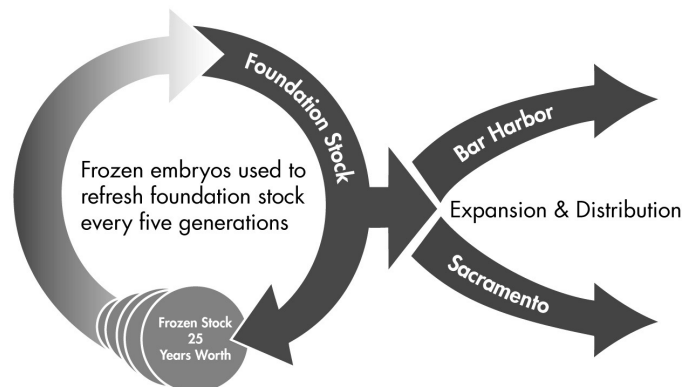 Foundation Stock
Bar Harbor
Frozen embryos used to
refresh foundation stock
every five generations
Expansion & Distribution
Sacramento
Frozen Stock
25
Years Worth